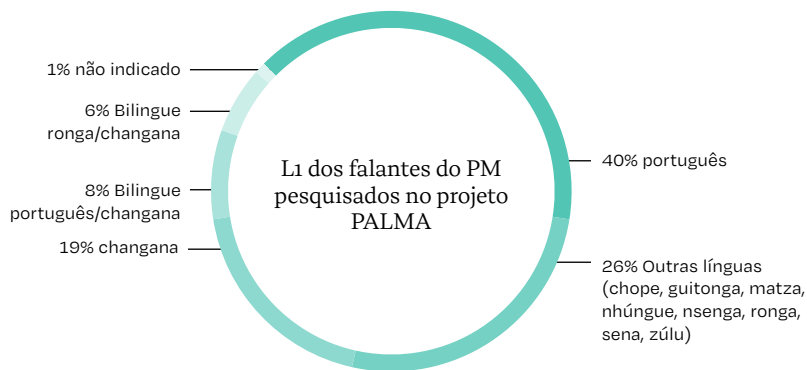 L1 dos falantes do PM
pesquisados no projeto
PALMA
1% não indicado
6% Bilingue
ronga/changana
8% Bilingue
português/changana
19% changana
40% português
26% Outras línguas
(chope, guitonga, matza,
nhúngue, nsenga, ronga,
sena, zúlu)